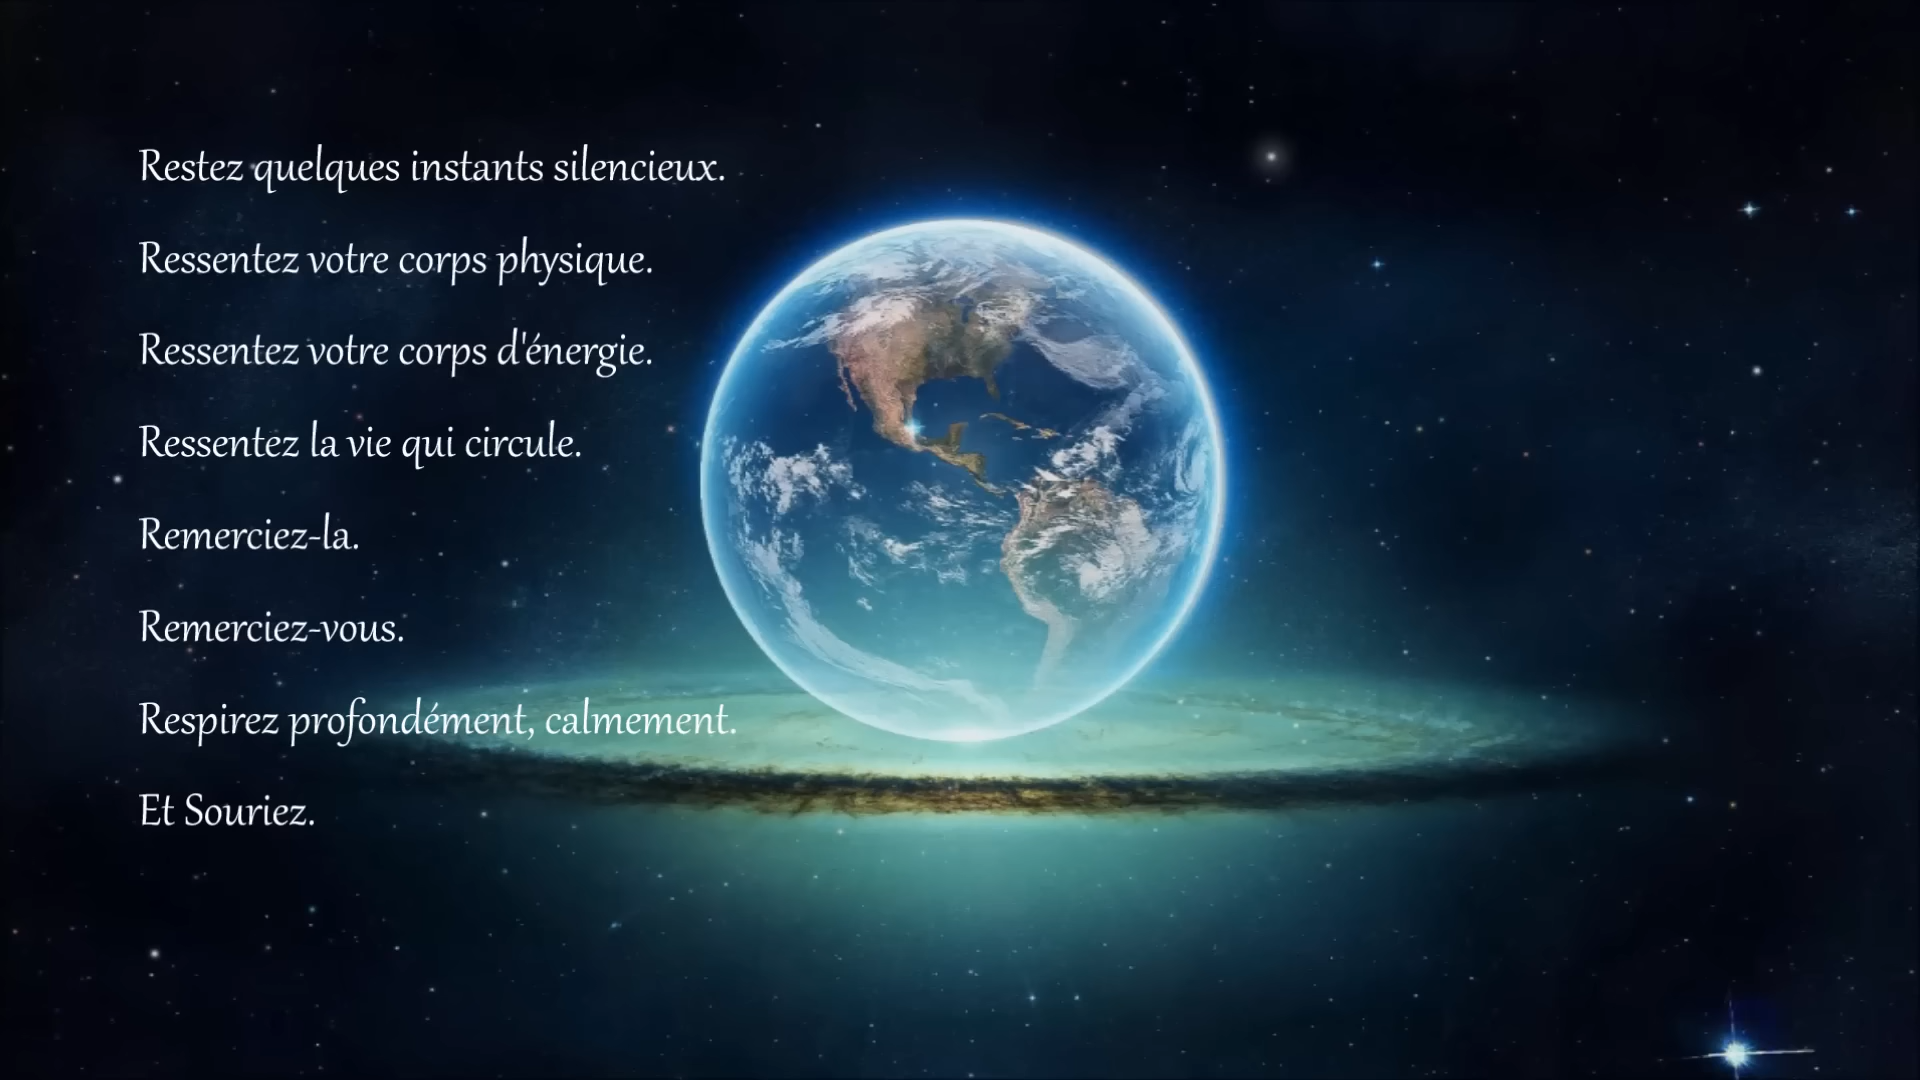 Restez quelques instants silencieux.
Ressentez votre corps physique.
Ressentez votre corps d'énergie.
Ressentez la vie qui circule.
Remerciez-la.
Remerciez-vous.
Respirez profondément, calmement.
Et Souriez.